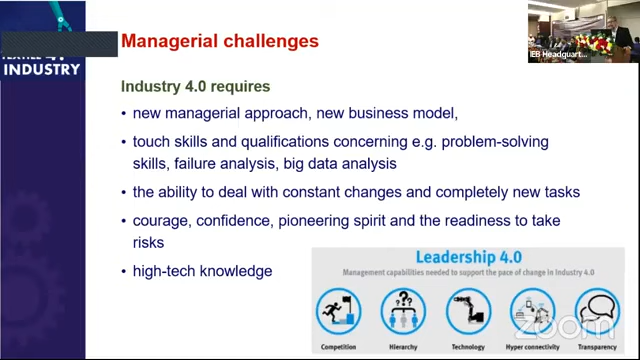 Managerial challenges
INDUSTRY
IEB Headquart...
Industry 4.0 requires
• new managerial approach, new business model,
• touch skills and qualifications concerning e.g. problem-solving
skills, failure analysis, big data analysis
• the ability to deal with constant changes and completely new tasks
• courage, confidence, pioneering spirit and the readiness to take
risks
• high-tech knowledge
Leadership 4.0
Management capabilities needed to support the pace of change in Industry 4.0
Competition Hierarchy Technology Hyper connectivity Transparency
zoom